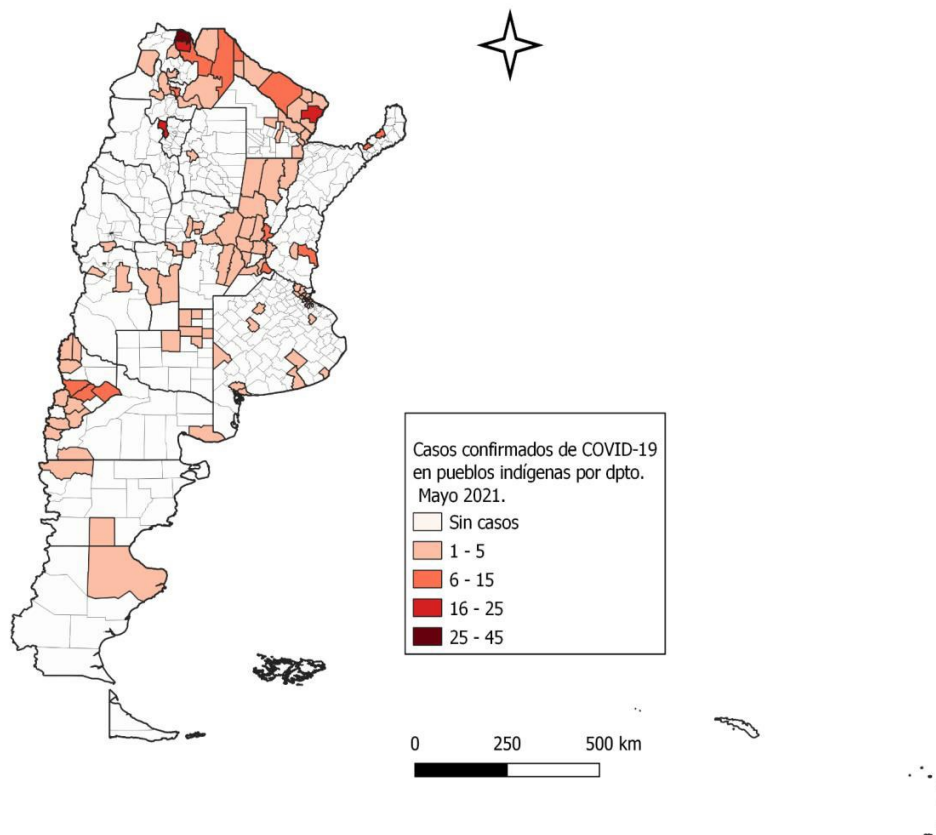 Casos confirmados de COVID-19
en pueblos indígenas por dpto.
Mayo 2021.
Sin casos
1 - 5
6 - 15
16 - 25
25 - 45
0 250 500 km